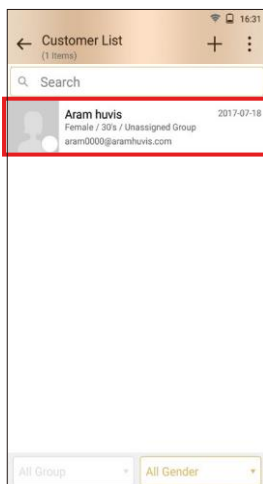 16:31
Customer List
(1 Items)
Search
Aram huvis 2017-07-18
Female / 30's / Unassigned Group
aram0000@aramhuvis.com
All Group All Gender